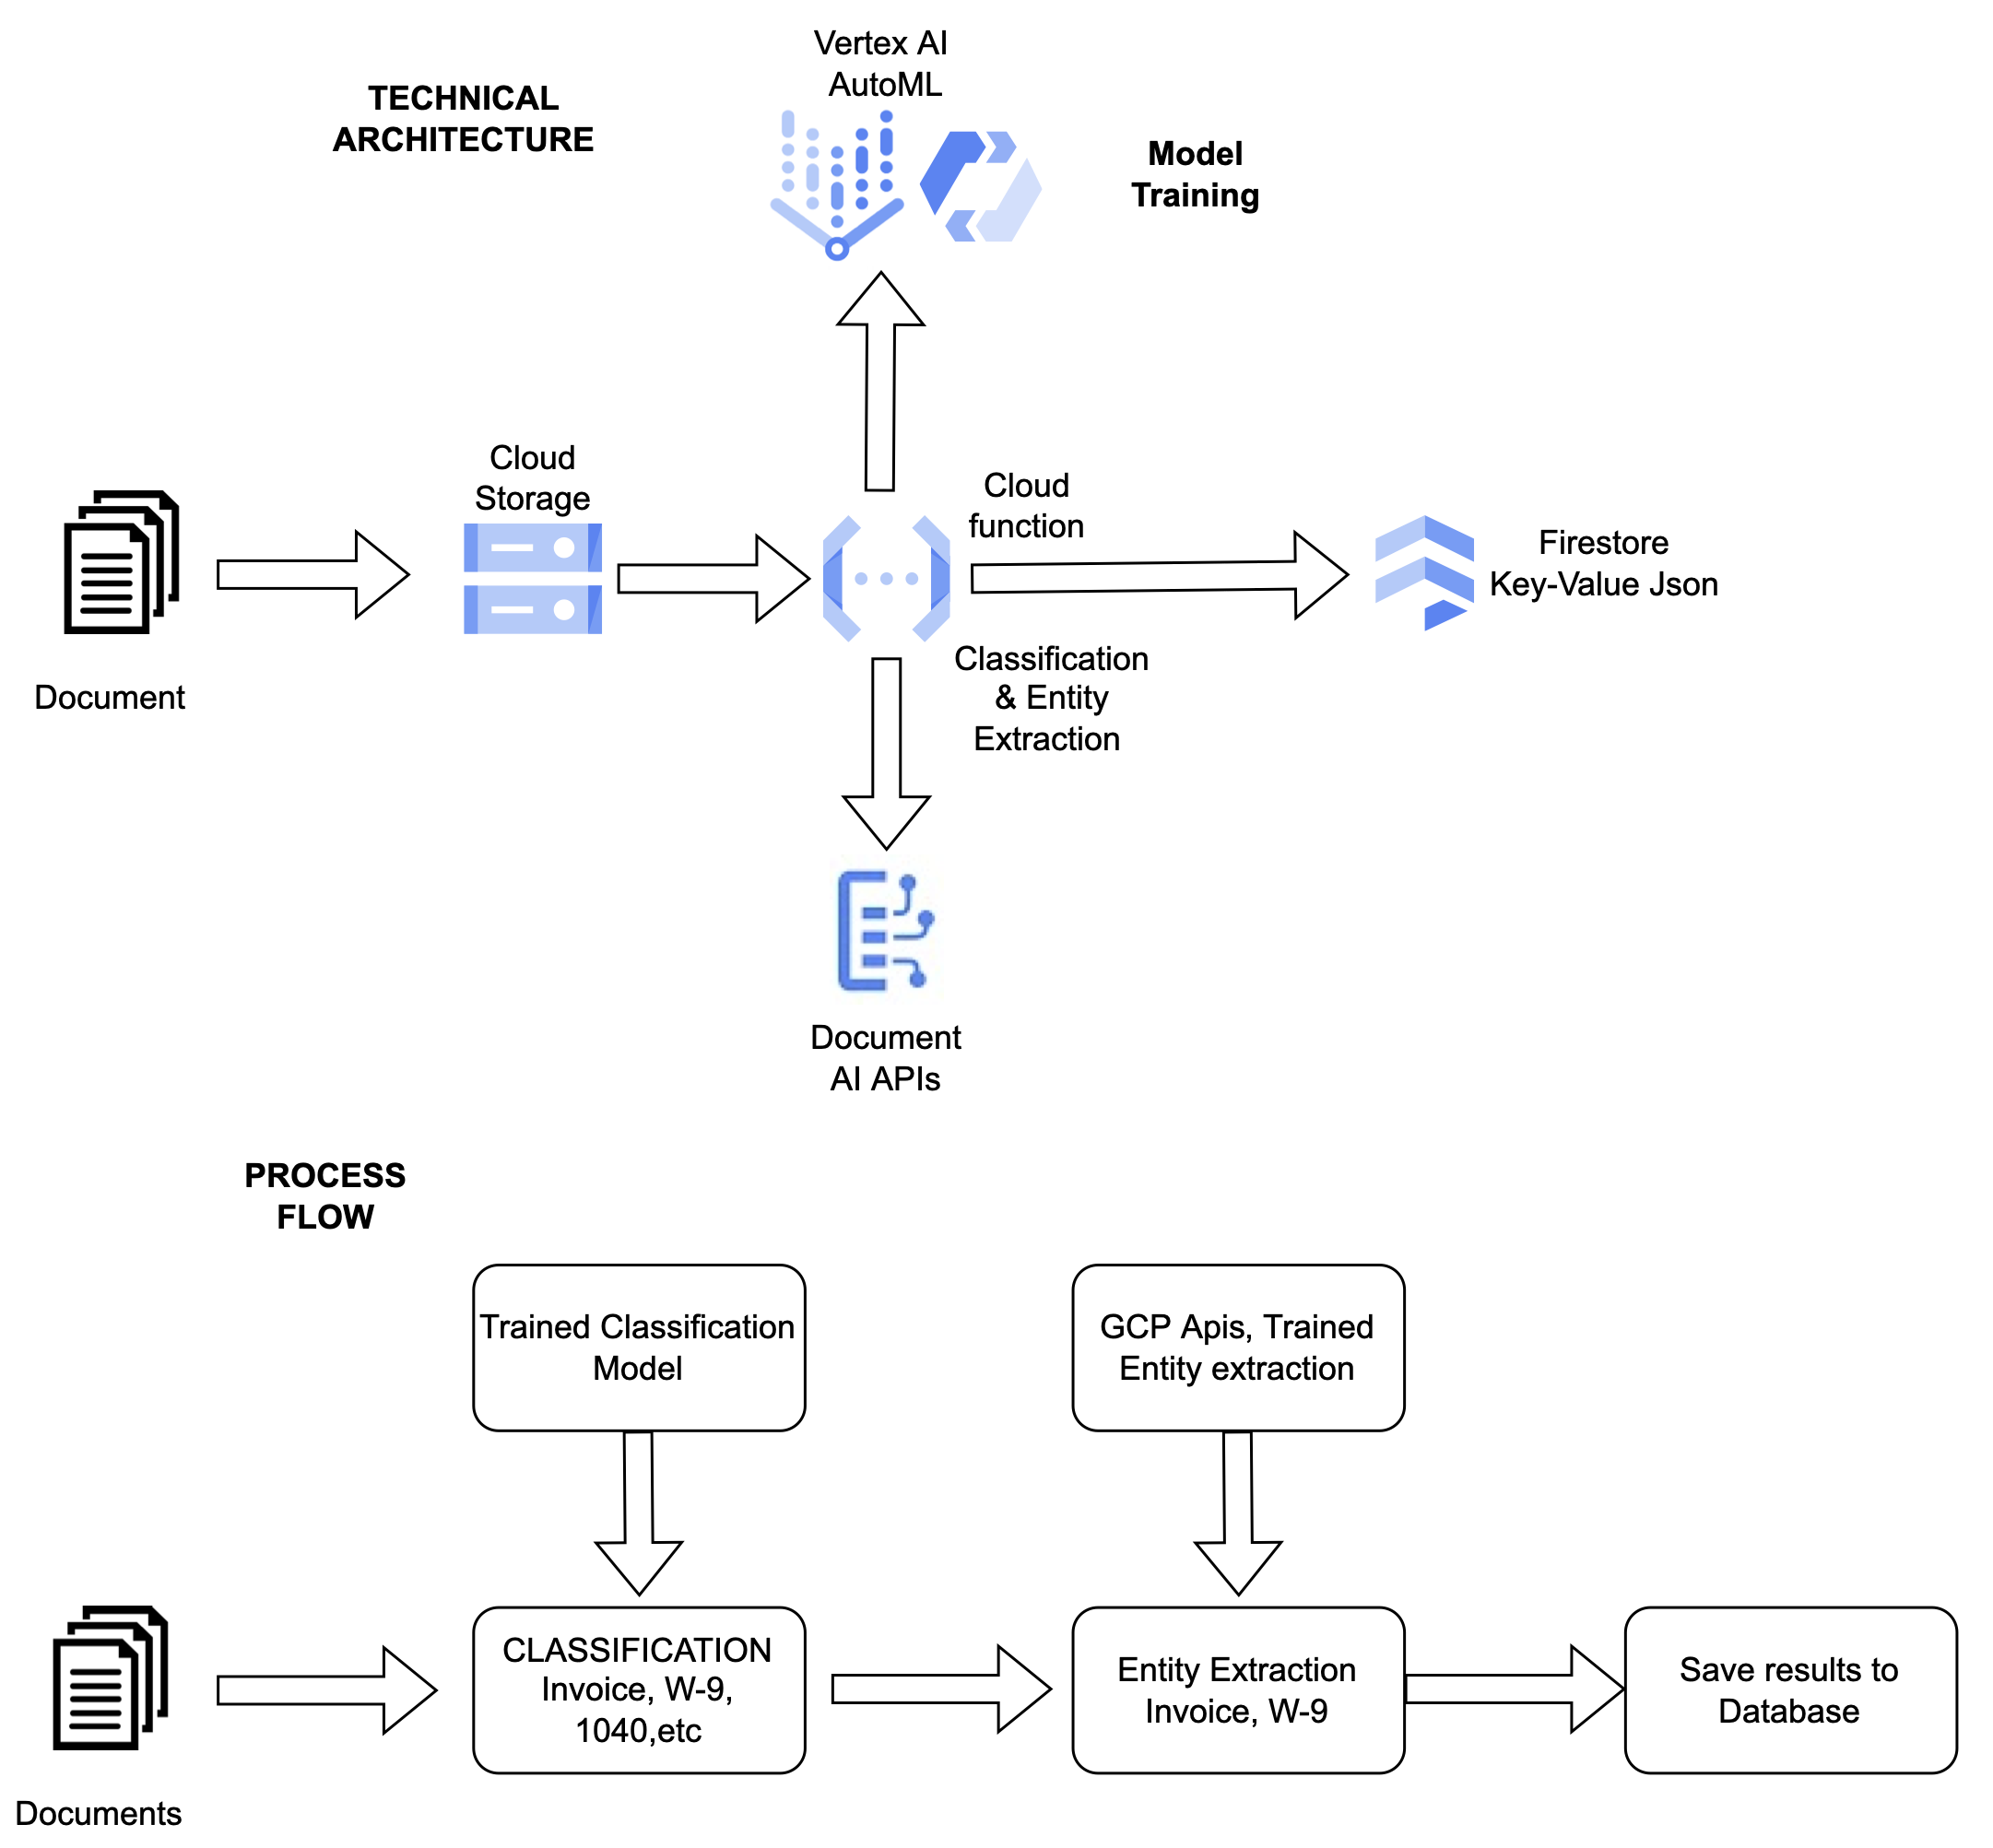 Vertex AI
AutoML
TECHNICAL
ARCHITECTURE
Model
Training
Cloud
Storage
Cloud
function
Firestore
Key-Value Json
Document
Classification
& Entity
Extraction
Document
AI APIs
PROCESS
FLOW
Trained Classification
Model
GCP Apis, Trained
Entity extraction
CLASSIFICATION
Invoice, W-9,
1040,etc
Entity Extraction
Invoice, W-9
Save results to
Database
Documents